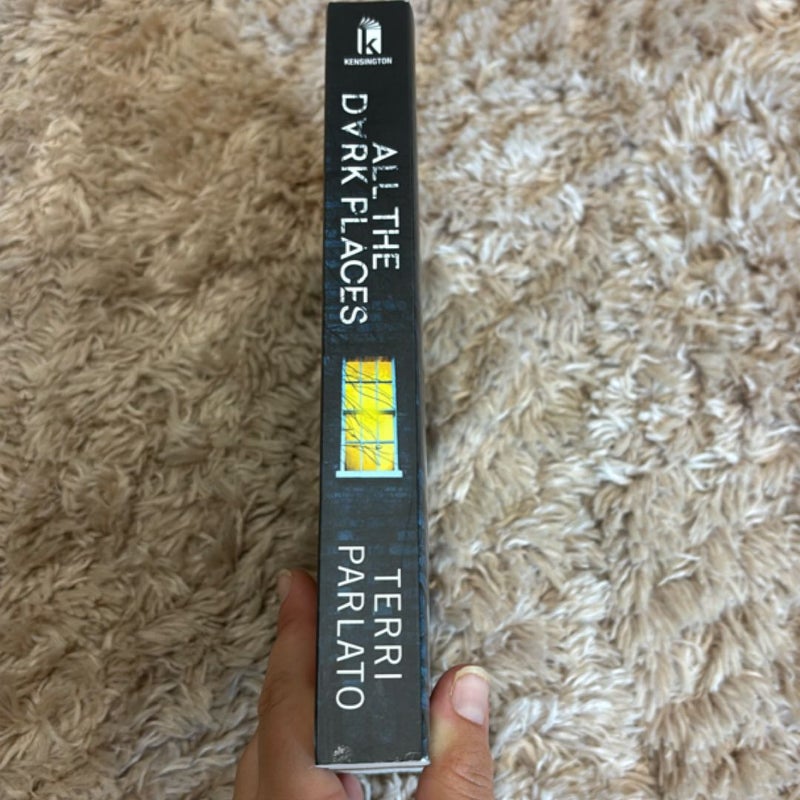 KENSINGTON
ALL THE
DARK PLACES
TERRI
PARLATO